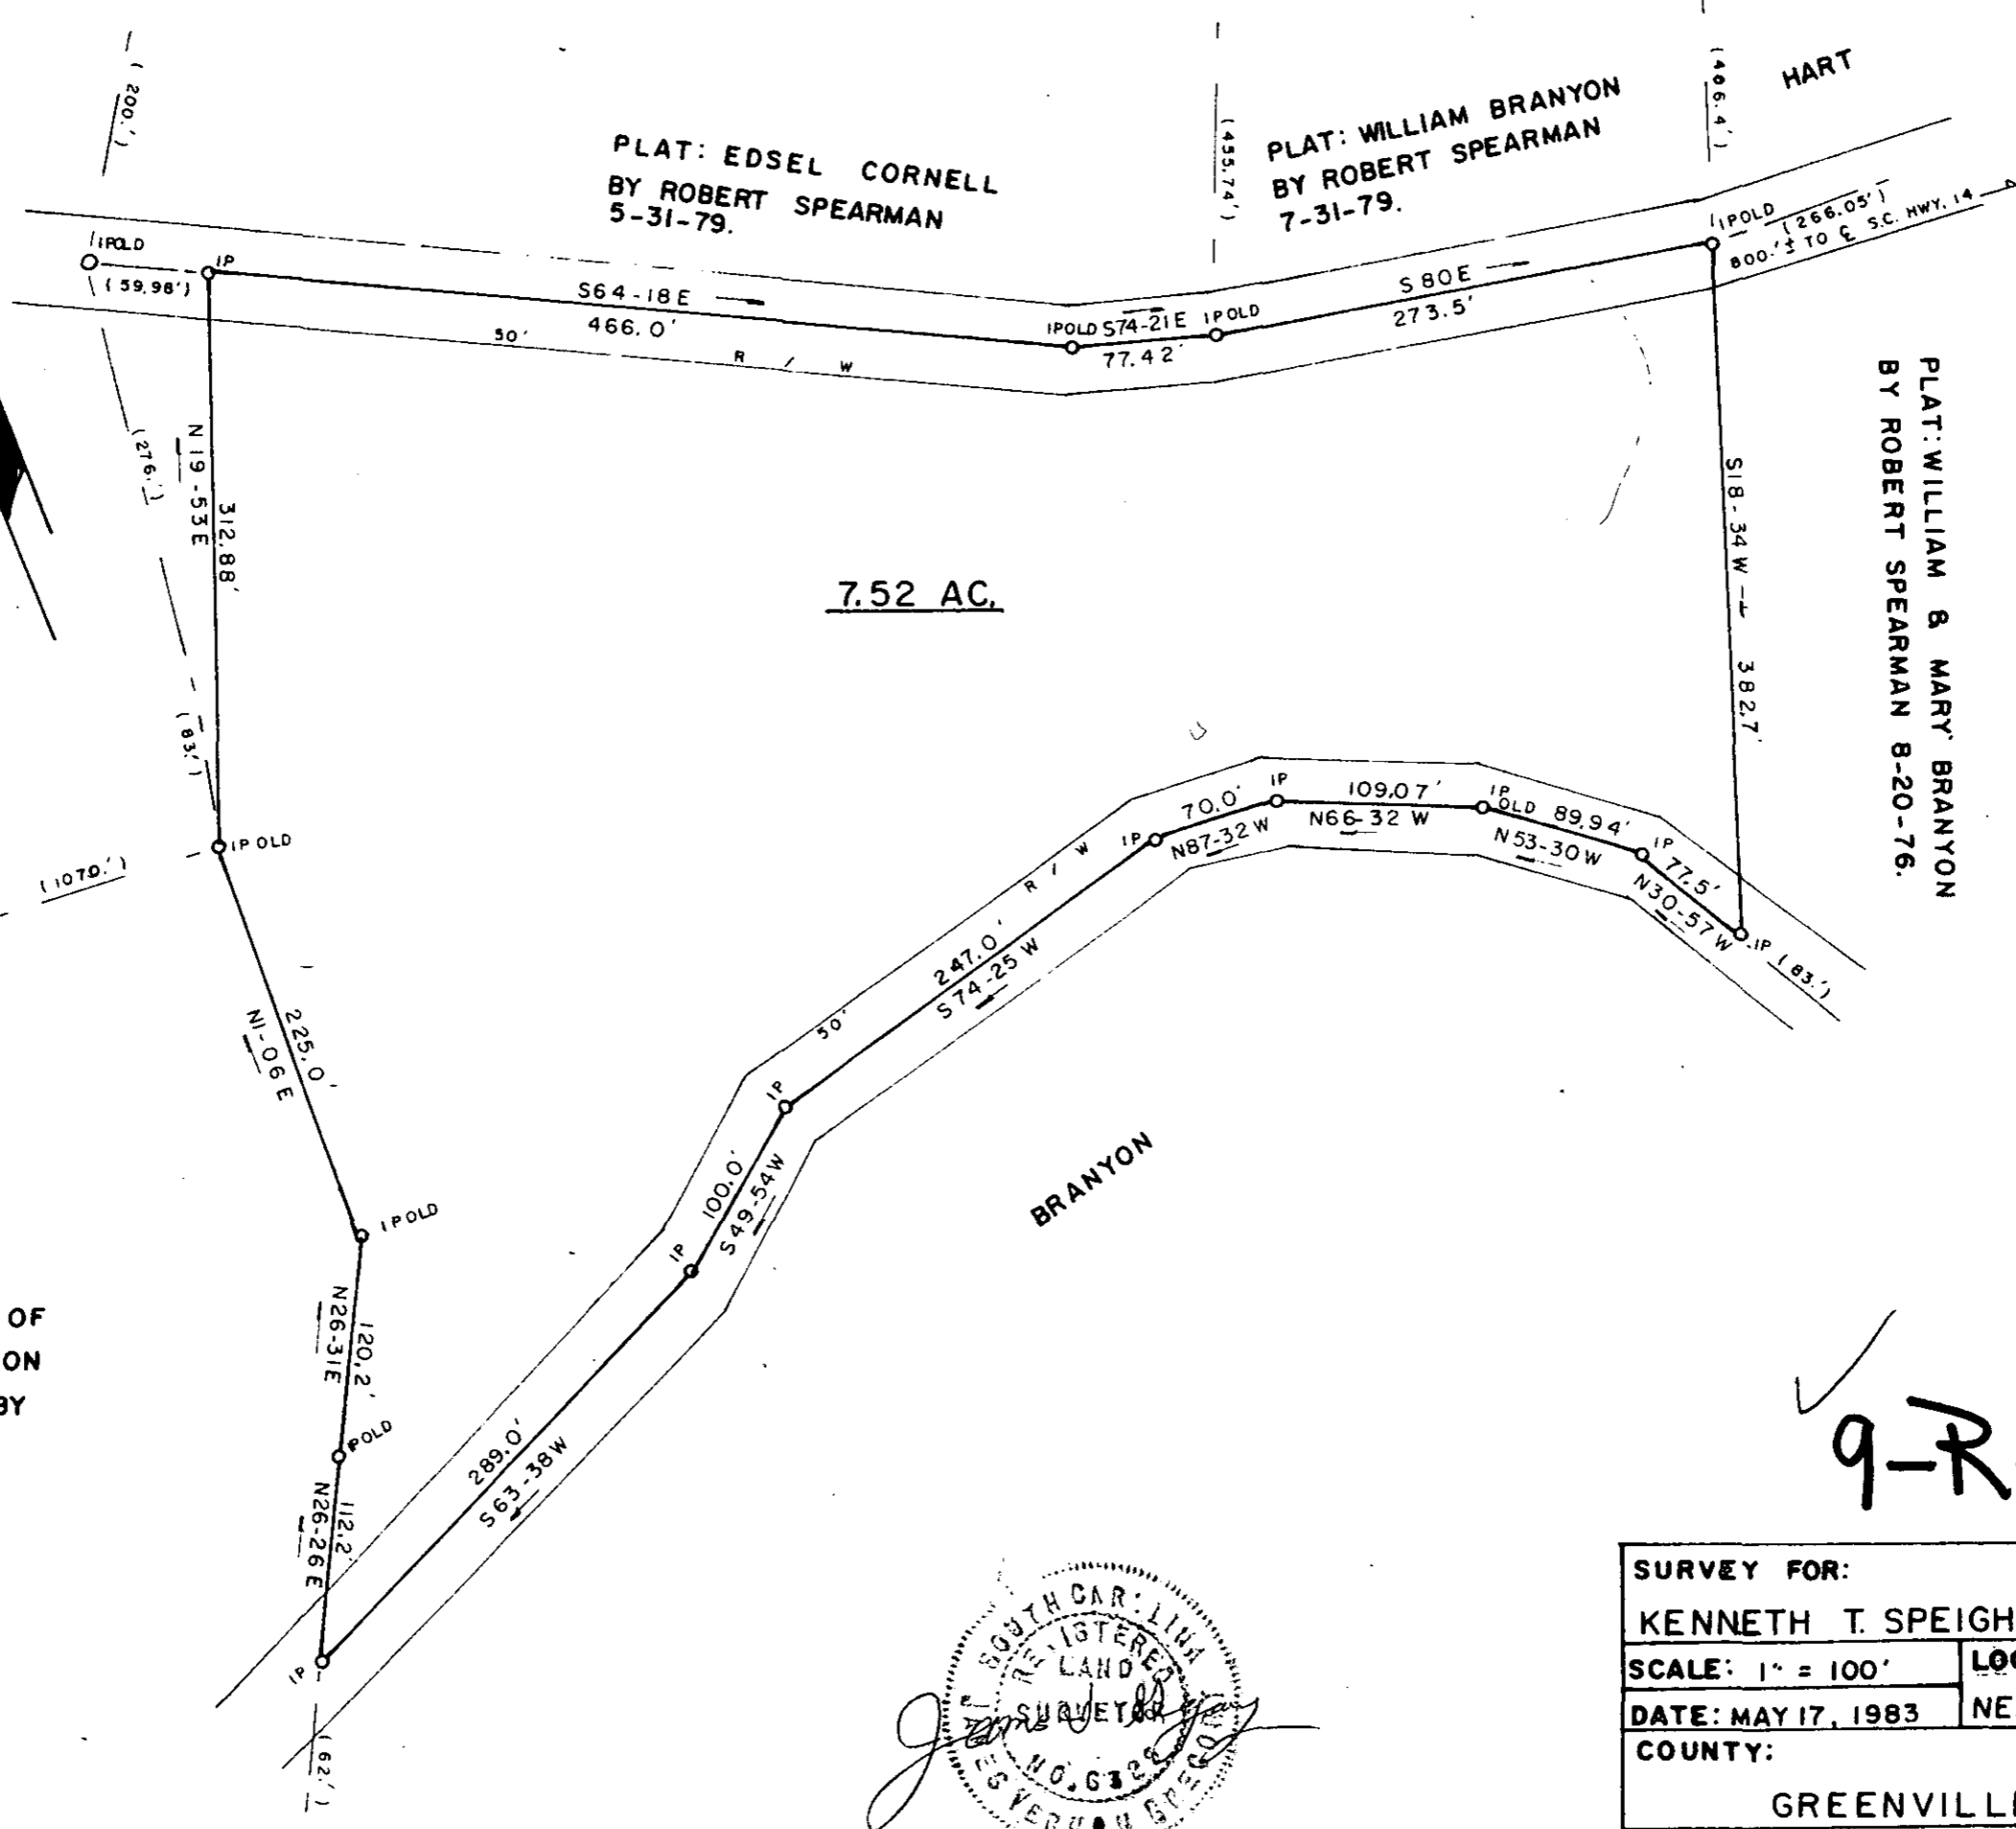 (200.')
PLAT: EDSEL CORNELL
BY ROBERT SPEARMAN
5-31-79.
(455.74')
PLAT: WILLIAM BRANYON
BY ROBERT SPEARMAN
7-31-79.
(406.4')
HART
IPOLD
(59.98')
IP
S64-18E
466.0'
50' R / W
IPOLD
S74-21E
77.42'
IPOLD
S80E
273.5'
IPOLD
(266.05')
800.'± TO ℄ S.C. HWY. 14
N19-53E
312.88'
(276.')
(83.')
7.52 AC.
S18-34W
382.7'
PLAT: WILLIAM & MARY BRANYON
BY ROBERT SPEARMAN 8-20-76.
IPOLD
(1070.')
N1-06E
225.0'
IPOLD
N26-31E
120.2'
IPOLD
N26-26E
112.2'
IP
(62.')
289.0'
S63-38W
IP
100.0'
S49-54W
IP
50' R / W
247.0'
S74-25W
IP
70.0'
N87-32W
IP
109.07'
N66-32W
IP OLD
89.94'
N53-30W
IP
77.5'
N30-57W
IP
(83.')
BRANYON
OF
ON
BY
9-R
SOUTH CAR:LINA
REGISTERED
LAND
SURVEYOR
SURVEY FOR:
KENNETH T. SPEIGH
SCALE: 1" = 100'
LOC
DATE: MAY 17, 1983
NE
COUNTY:
GREENVILLE